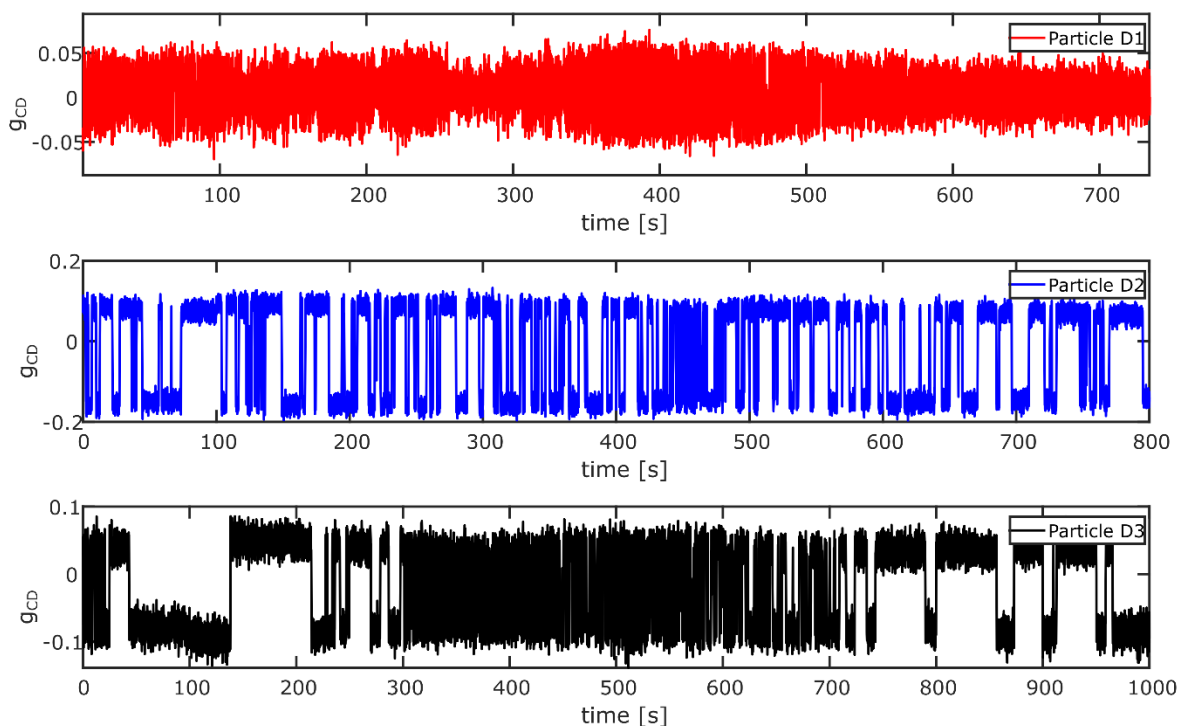 Particle D1
0.05
0
-0.05
g_CD
100 200 300 400 500 600 700
time [s]
0.2
Particle D2
0
-0.2
g_CD
0 100 200 300 400 500 600 700 800
time [s]
0.1
Particle D3
0
-0.1
g_CD
0 100 200 300 400 500 600 700 800 900 1000
time [s]